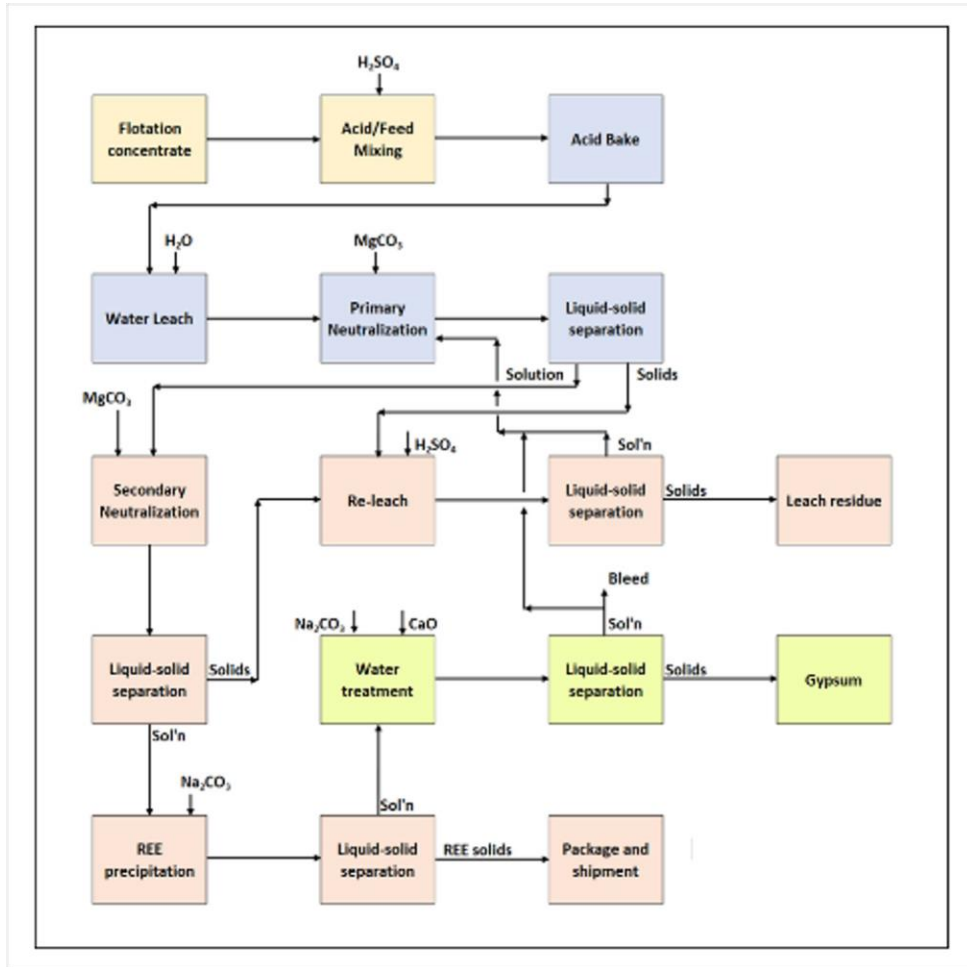 H₂SO₄
Flotation
concentrate
Acid/Feed
Mixing
Acid Bake
H₂O
MgCO₃
Water Leach
Primary
Neutralization
Liquid-solid
separation
Solution
Solids
MgCO₃
H₂SO₄
Sol'n
Secondary
Neutralization
Re-leach
Liquid-solid
separation
Solids
Leach residue
Bleed
Na₂CO₃
CaO
Sol'n
Liquid-solid
separation
Solids
Water
treatment
Liquid-solid
separation
Solids
Gypsum
Sol'n
Na₂CO₃
Sol'n
REE
precipitation
Liquid-solid
separation
REE solids
Package and
shipment